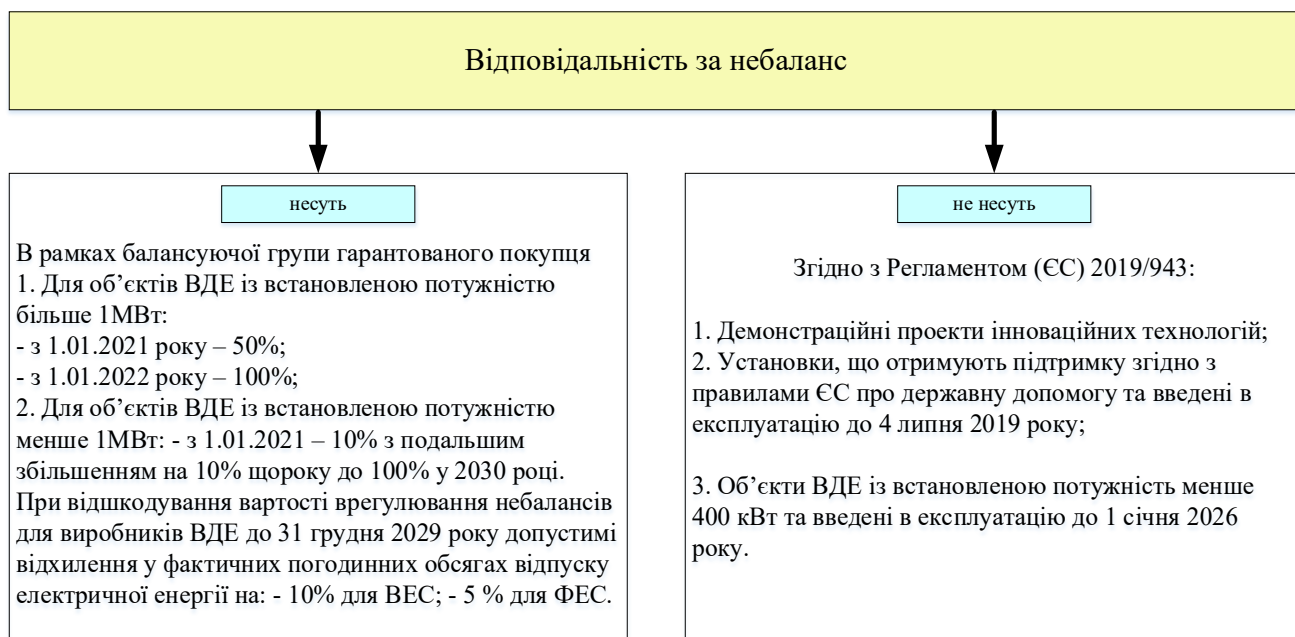 Відповідальність за небаланс
несуть
В рамках балансуючої групи гарантованого покупця
1. Для об’єктів ВДЕ із встановленою потужністю
більше 1МВт:
- з 1.01.2021 року – 50%;
- з 1.01.2022 року – 100%;
2. Для об’єктів ВДЕ із встановленою потужністю
менше 1МВт: - з 1.01.2021 – 10% з подальшим
збільшенням на 10% щороку до 100% у 2030 році.
При відшкодування вартості врегулювання небалансів
для виробників ВДЕ до 31 грудня 2029 року допустимі
відхилення у фактичних погодинних обсягах відпуску
електричної енергії на: - 10% для ВЕС; - 5 % для ФЕС.
не несуть
Згідно з Регламентом (ЄС) 2019/943:
1. Демонстраційні проекти інноваційних технологій;
2. Установки, що отримують підтримку згідно з
правилами ЄС про державну допомогу та введені в
експлуатацію до 4 липня 2019 року;
3. Об’єкти ВДЕ із встановленою потужність менше
400 кВт та введені в експлуатацію до 1 січня 2026
року.